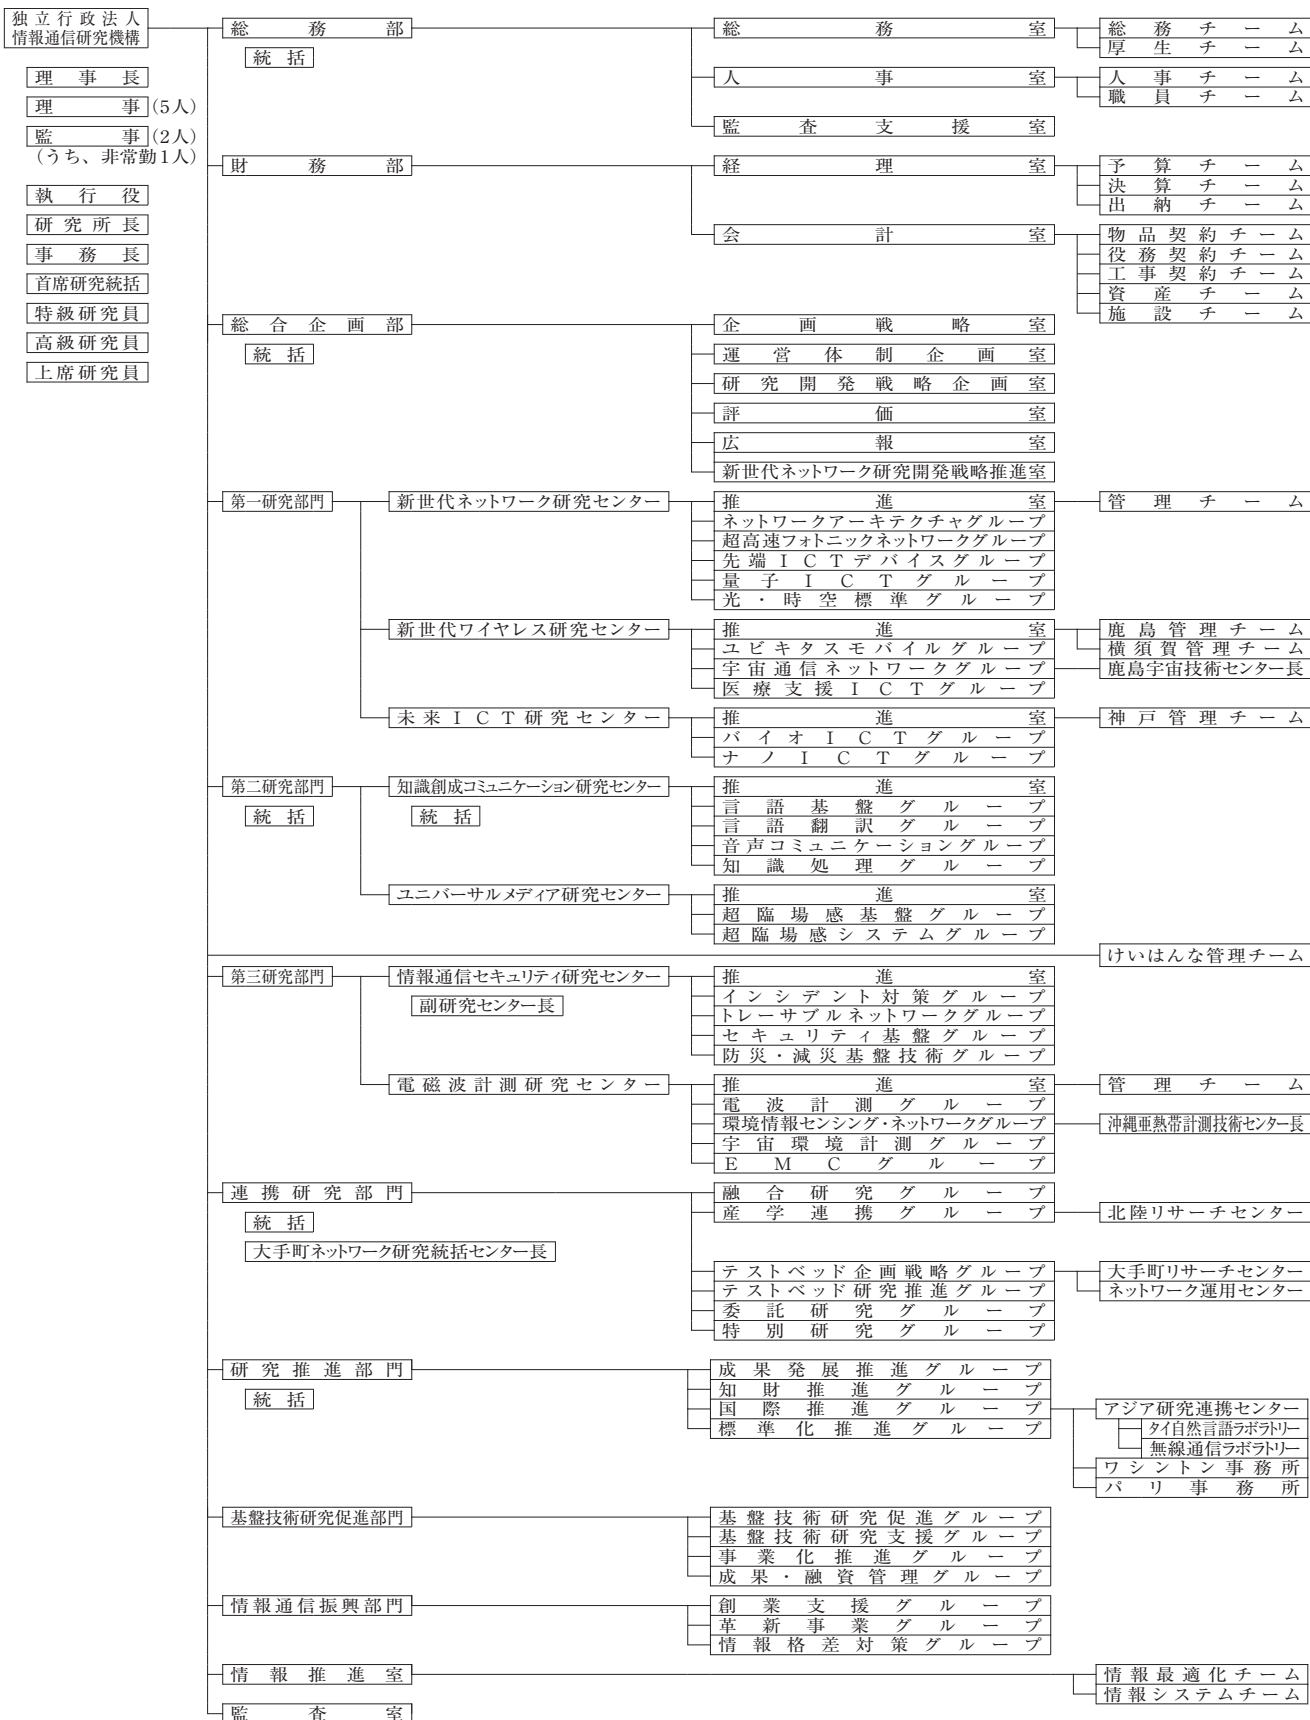 独立行政法人
情報通信研究機構
理事長
理事(5人)
監事(2人)
(うち、非常勤1人)
執行役
研究所長
事務長
首席研究統括
特級研究員
高級研究員
上席研究員
総務部
統括
総務室
総務チーム
厚生チーム
人事室
人事チーム
職員チーム
監査支援室
財務部
経理室
予算チーム
決算チーム
出納チーム
会計室
物品契約チーム
役務契約チーム
工事契約チーム
資産チーム
施設チーム
総合企画部
統括
企画戦略室
運営体制企画室
研究開発戦略企画室
評価室
広報室
新世代ネットワーク研究開発戦略推進室
第一研究部門
新世代ネットワーク研究センター
推進室
管理チーム
ネットワークアーキテクチャグループ
超高速フォトニックネットワークグループ
先端ICTデバイスグループ
量子ICTグループ
光・時空標準グループ
新世代ワイヤレス研究センター
推進室
鹿島管理チーム
横須賀管理チーム
ユビキタスモバイルグループ
宇宙通信ネットワークグループ
鹿島宇宙技術センター長
医療支援ICTグループ
未来ICT研究センター
推進室
神戸管理チーム
バイオICTグループ
ナノICTグループ
第二研究部門
統括
知識創成コミュニケーション研究センター
統括
推進室
言語基盤グループ
言語翻訳グループ
音声コミュニケーショングループ
知識処理グループ
ユニバーサルメディア研究センター
推進室
超臨場感基盤グループ
超臨場感システムグループ
けいはんな管理チーム
第三研究部門
情報通信セキュリティ研究センター
副研究センター長
推進室
インシデント対策グループ
トレーサブルネットワークグループ
セキュリティ基盤グループ
防災・減災基盤技術グループ
電磁波計測研究センター
推進室
管理チーム
電波計測グループ
環境情報センシング・ネットワークグループ
沖縄亜熱帯計測技術センター長
宇宙環境計測グループ
EMCグループ
連携研究部門
統括
大手町ネットワーク研究統括センター長
融合研究グループ
産学連携グループ
北陸リサーチセンター
テストベッド企画戦略グループ
大手町リサーチセンター
ネットワーク運用センター
テストベッド研究推進グループ
委託研究グループ
特別研究グループ
研究推進部門
統括
成果発展推進グループ
知財推進グループ
国際推進グループ
アジア研究連携センター
タイ自然言語ラボラトリー
無線通信ラボラトリー
ワシントン事務所
パリ事務所
標準化推進グループ
基盤技術研究促進部門
基盤技術研究促進グループ
基盤技術研究支援グループ
事業化推進グループ
成果・融資管理グループ
情報通信振興部門
創業支援グループ
革新事業グループ
情報格差対策グループ
情報推進室
情報最適化チーム
情報システムチーム
監査室